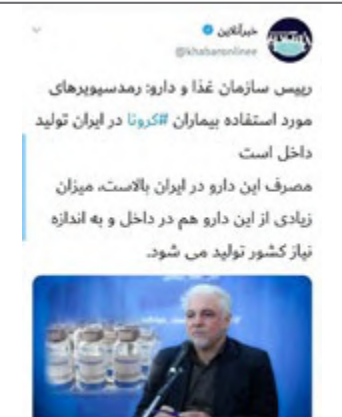 خبرآنلاین
@khabaronlinee
رییس سازمان غذا و دارو: رمدسیویرهای
مورد استفاده بیماران #کرونا در ایران تولید
داخل است
مصرف این دارو در ایران بالاست، میزان
زیادی از این دارو هم در داخل و به اندازه
نیاز کشور تولید می شود.